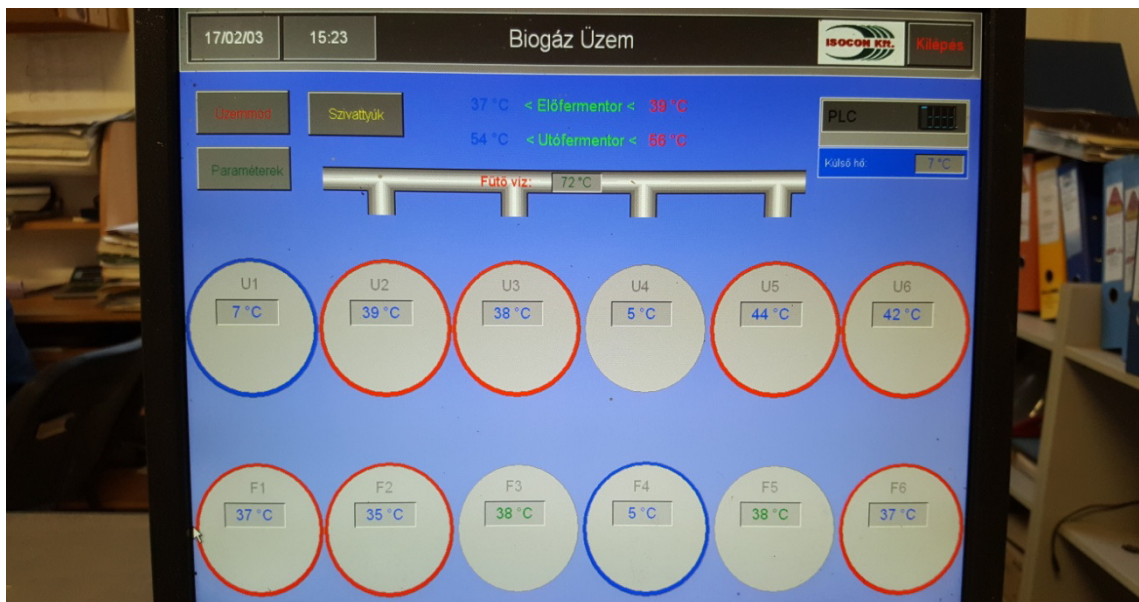 17/02/03 15:23 Biogáz Üzem ISOCON Kft. Kilépés
Üzemmód Szivattyúk 37 °C < Előfermentor < 39 °C PLC
54 °C < Utófermentor < 56 °C
Paraméterek Fűtő víz: 72 °C Külső hő: 7 °C
U1 U2 U3 U4 U5 U6
7 °C 39 °C 38 °C 5 °C 44 °C 42 °C
F1 F2 F3 F4 F5 F6
37 °C 35 °C 38 °C 5 °C 38 °C 37 °C